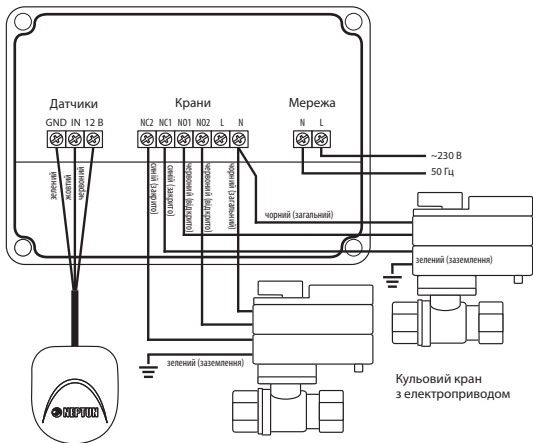 Датчики
GND IN 12 В
Крани
NC2 NC1 NO1 NO2 L N
Мережа
N L
зелений
жовтий
червоний
синій (закрито)
синій (закрито)
червоний (відкрито)
червоний (відкрито)
чорний (загальний)
~230 В
50 Гц
чорний (загальний)
зелений (заземлення)
зелений (заземлення)
Кульовий кран
з електроприводом
NEPTUN